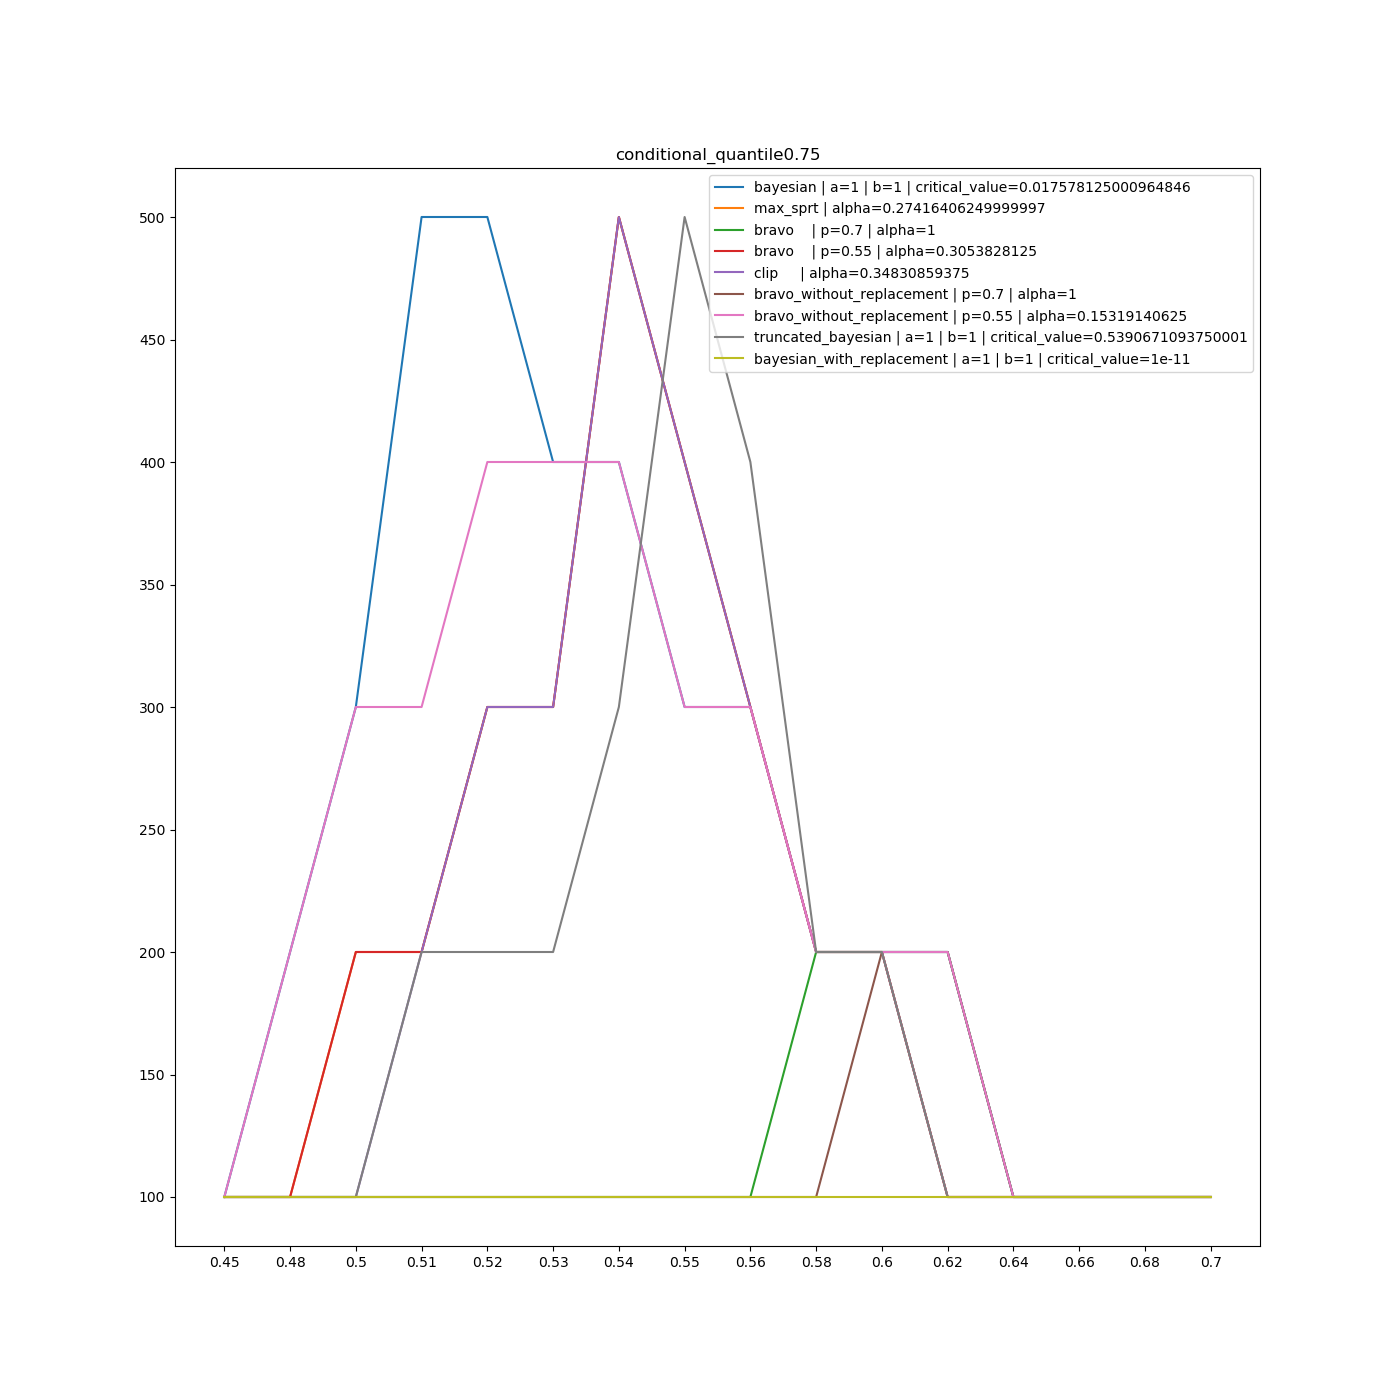 conditional_quantile0.75
bayesian | a=1 | b=1 | critical_value=0.017578125000964846
max_sprt | alpha=0.27416406249999997
bravo | p=0.7 | alpha=1
bravo | p=0.55 | alpha=0.3053828125
clip | alpha=0.34830859375
bravo_without_replacement | p=0.7 | alpha=1
bravo_without_replacement | p=0.55 | alpha=0.15319140625
truncated_bayesian | a=1 | b=1 | critical_value=0.5390671093750001
bayesian_with_replacement | a=1 | b=1 | critical_value=1e-11
500
450
400
350
300
250
200
150
100
0.45 0.48 0.5 0.51 0.52 0.53 0.54 0.55 0.56 0.58 0.6 0.62 0.64 0.66 0.68 0.7